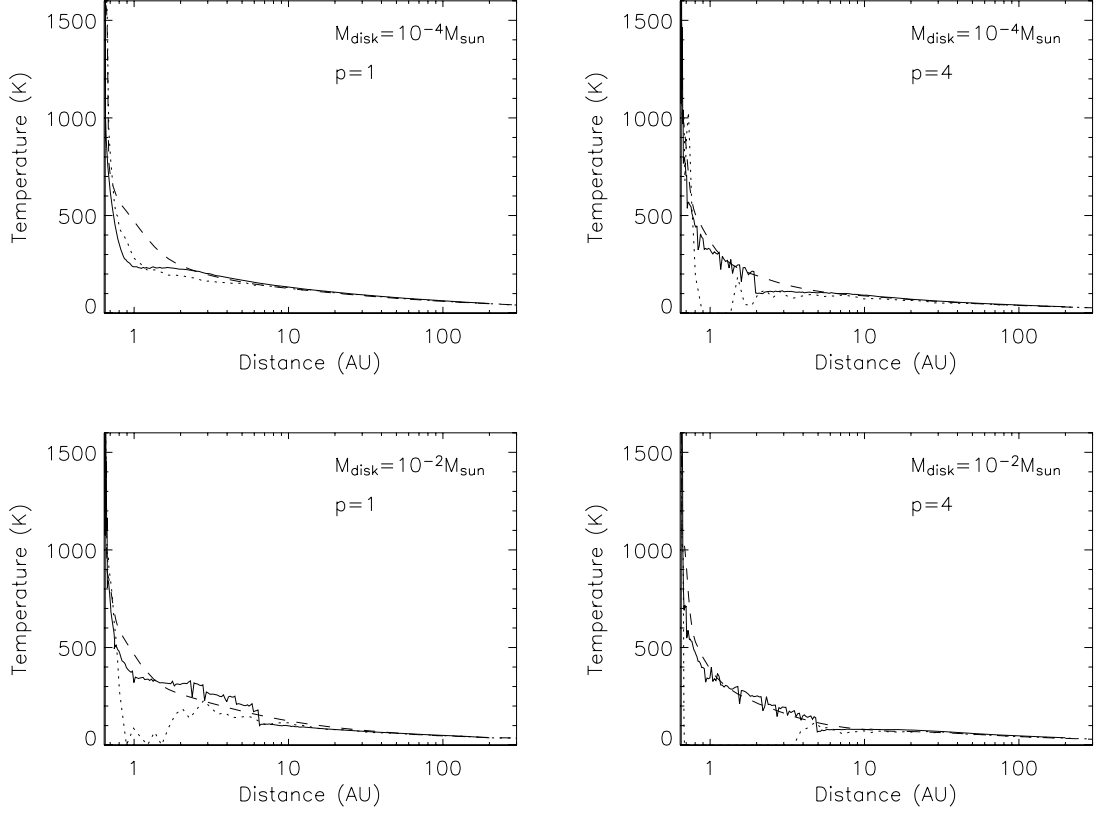 1500
1000
500
0
Temperature (K)
M_disk=10^-4M_sun
p=1
1 10 100
Distance (AU)
1500
1000
500
0
Temperature (K)
M_disk=10^-4M_sun
p=4
1 10 100
Distance (AU)
1500
1000
500
0
Temperature (K)
M_disk=10^-2M_sun
p=1
1 10 100
Distance (AU)
1500
1000
500
0
Temperature (K)
M_disk=10^-2M_sun
p=4
1 10 100
Distance (AU)